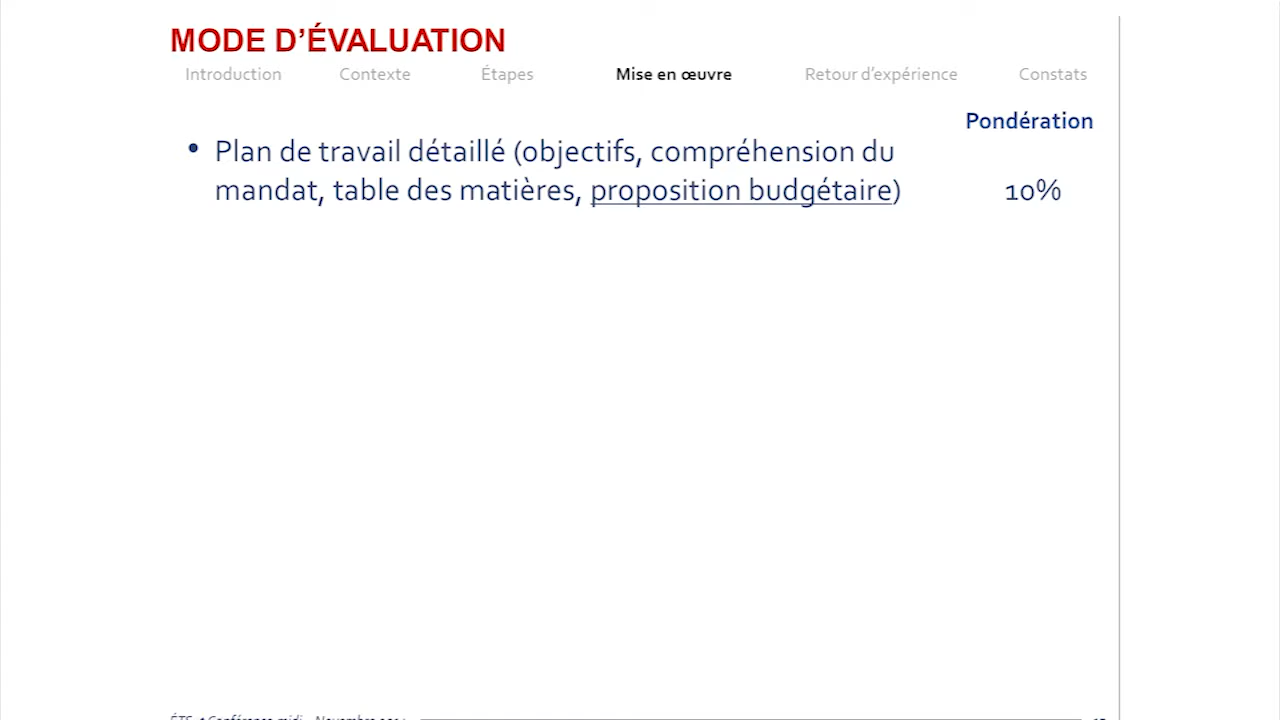 MODE D'ÉVALUATION
Introduction Contexte Étapes Mise en œuvre Retour d'expérience Constats
Pondération
• Plan de travail détaillé (objectifs, compréhension du
mandat, table des matières, proposition budgétaire) 10%